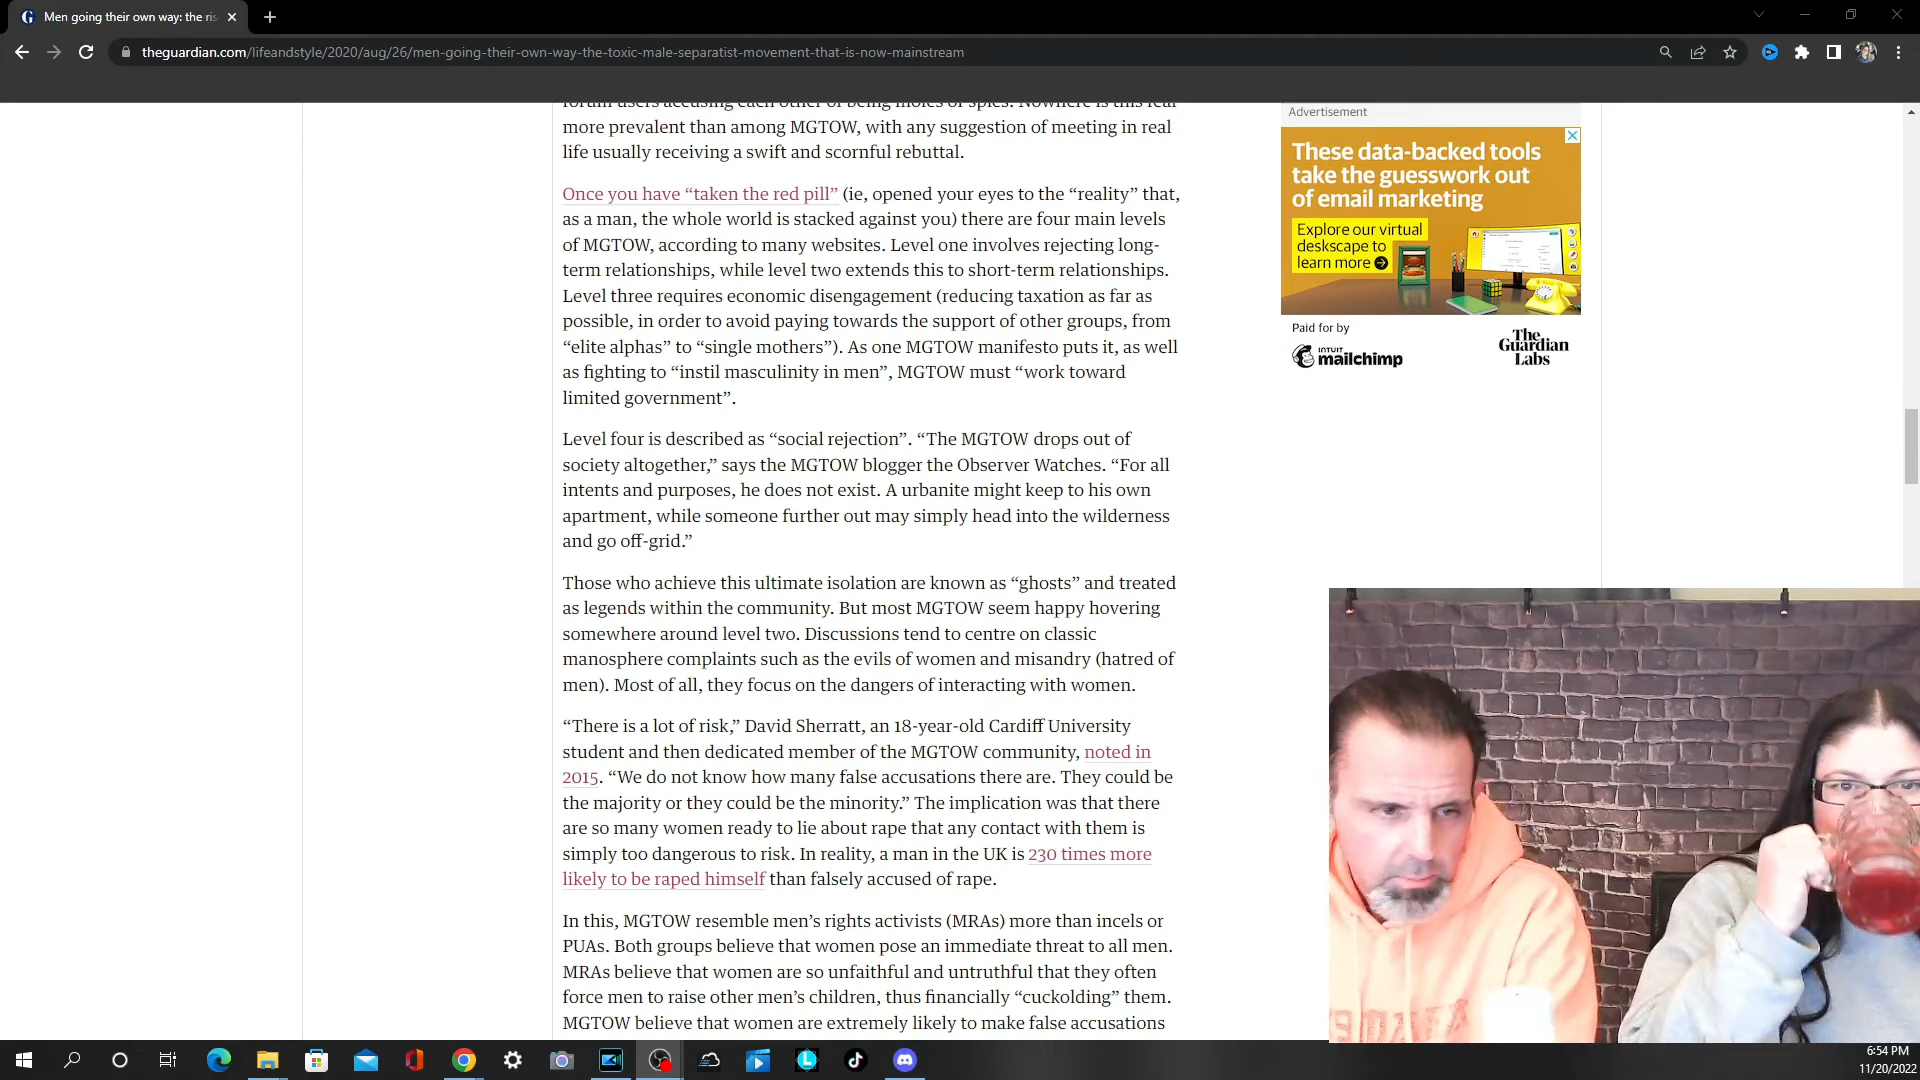 Men going their own way: the ris
theguardian.com/lifeandstyle/2020/aug/26/men-going-their-own-way-the-toxic-male-separatist-movement-that-is-now-mainstream
forum users accusing each other of being moles or spies. Nowhere is this fear
more prevalent than among MGTOW, with any suggestion of meeting in real
life usually receiving a swift and scornful rebuttal.
Once you have “taken the red pill” (ie, opened your eyes to the “reality” that,
as a man, the whole world is stacked against you) there are four main levels
of MGTOW, according to many websites. Level one involves rejecting long-
term relationships, while level two extends this to short-term relationships.
Level three requires economic disengagement (reducing taxation as far as
possible, in order to avoid paying towards the support of other groups, from
“elite alphas” to “single mothers”). As one MGTOW manifesto puts it, as well
as fighting to “instil masculinity in men”, MGTOW must “work toward
limited government”.
Level four is described as “social rejection”. “The MGTOW drops out of
society altogether,” says the MGTOW blogger the Observer Watches. “For all
intents and purposes, he does not exist. A urbanite might keep to his own
apartment, while someone further out may simply head into the wilderness
and go off-grid.”
Those who achieve this ultimate isolation are known as “ghosts” and treated
as legends within the community. But most MGTOW seem happy hovering
somewhere around level two. Discussions tend to centre on classic
manosphere complaints such as the evils of women and misandry (hatred of
men). Most of all, they focus on the dangers of interacting with women.
“There is a lot of risk,” David Sherratt, an 18-year-old Cardiff University
student and then dedicated member of the MGTOW community, noted in
2015. “We do not know how many false accusations there are. They could be
the majority or they could be the minority.” The implication was that there
are so many women ready to lie about rape that any contact with them is
simply too dangerous to risk. In reality, a man in the UK is 230 times more
likely to be raped himself than falsely accused of rape.
In this, MGTOW resemble men’s rights activists (MRAs) more than incels or
PUAs. Both groups believe that women pose an immediate threat to all men.
MRAs believe that women are so unfaithful and untruthful that they often
force men to raise other men’s children, thus financially “cuckolding” them.
MGTOW believe that women are extremely likely to make false accusations
Advertisement
These data-backed tools
take the guesswork out
of email marketing
Explore our virtual
deskscape to
learn more
Paid for by
INTUIT
mailchimp
The
Guardian
Labs
6:54 PM
11/20/2022